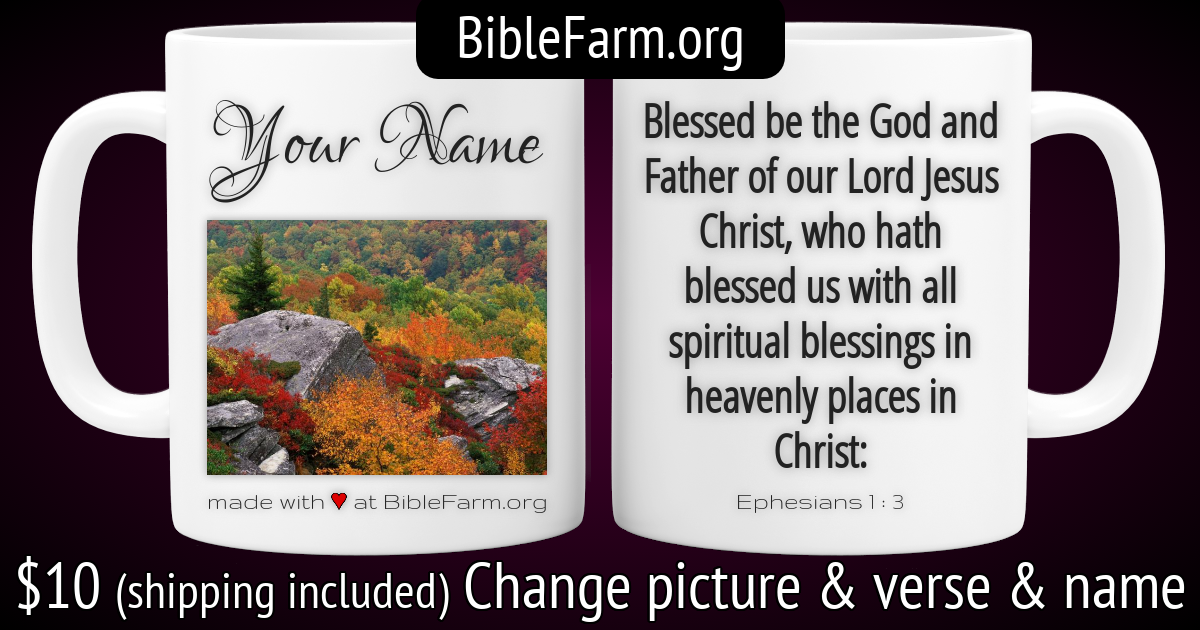 BibleFarm.org
Your Name
made with ♥ at BibleFarm.org
Blessed be the God and
Father of our Lord Jesus
Christ, who hath
blessed us with all
spiritual blessings in
heavenly places in
Christ:
Ephesians 1 : 3
$10 (shipping included) Change picture & verse & name